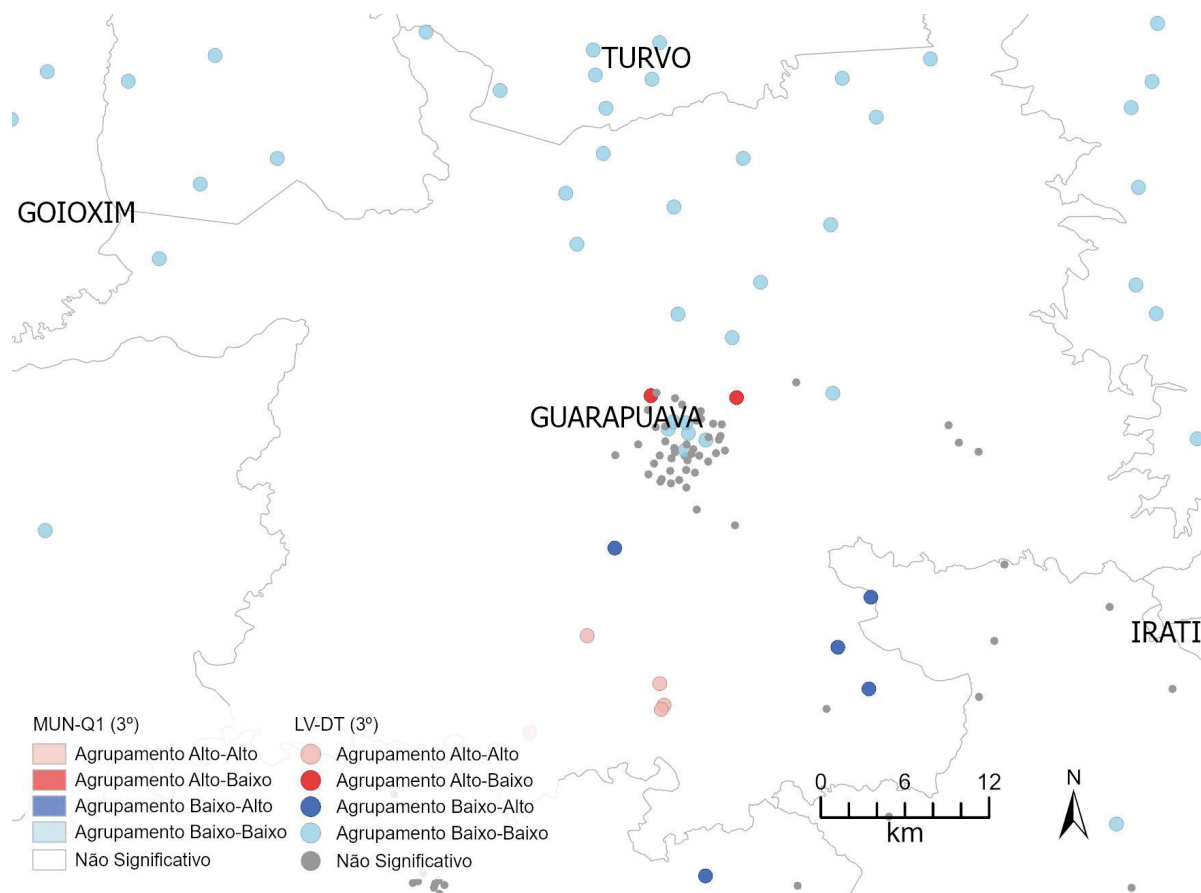 TURVO
GOIOXIM
GUARAPUAVA
IRATI
MUN-Q1 (3º)
Agrupamento Alto-Alto
Agrupamento Alto-Baixo
Agrupamento Baixo-Alto
Agrupamento Baixo-Baixo
Não Significativo
LV-DT (3º)
Agrupamento Alto-Alto
Agrupamento Alto-Baixo
Agrupamento Baixo-Alto
Agrupamento Baixo-Baixo
Não Significativo
0 6 12
km
N